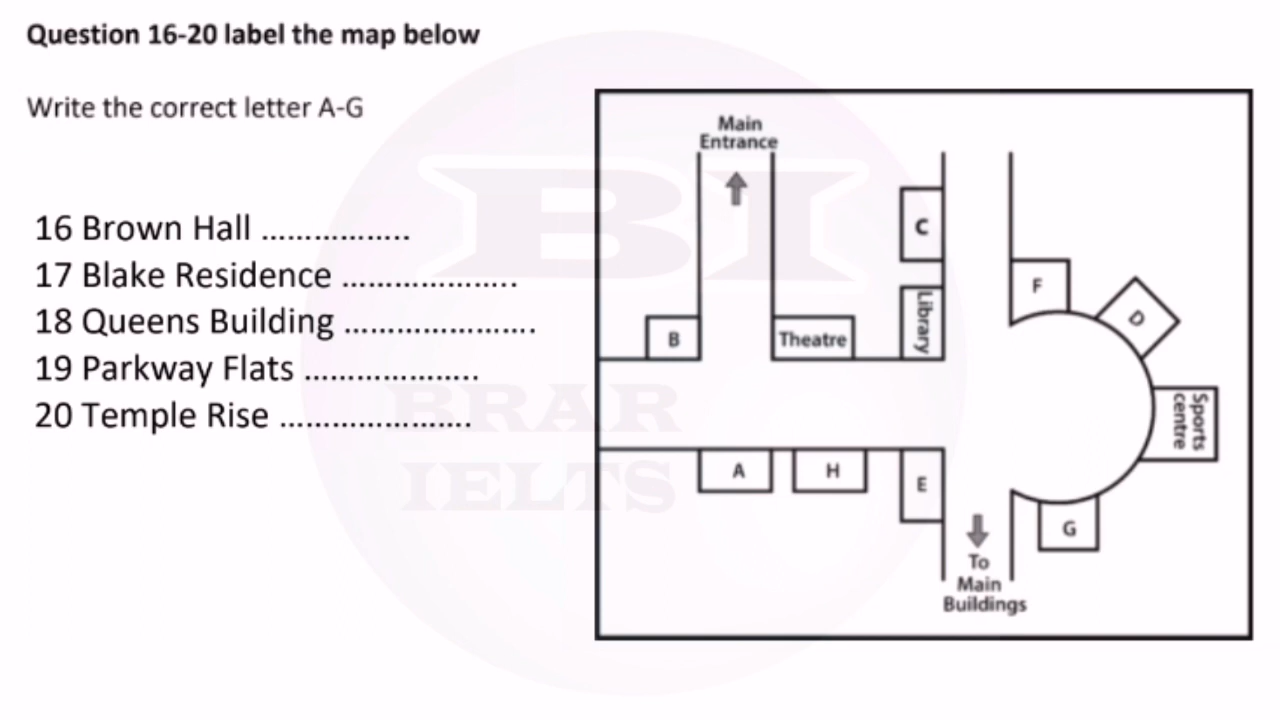 Question 16-20 label the map below
Write the correct letter A-G
16 Brown Hall ……………..
17 Blake Residence ………………..
18 Queens Building ………………….
19 Parkway Flats ………………..
20 Temple Rise ………………….
Main
Entrance
C
F
D
Library
B
Theatre
Sports
centre
A
H
E
G
To
Main
Buildings
BI
BRAR
IELTS